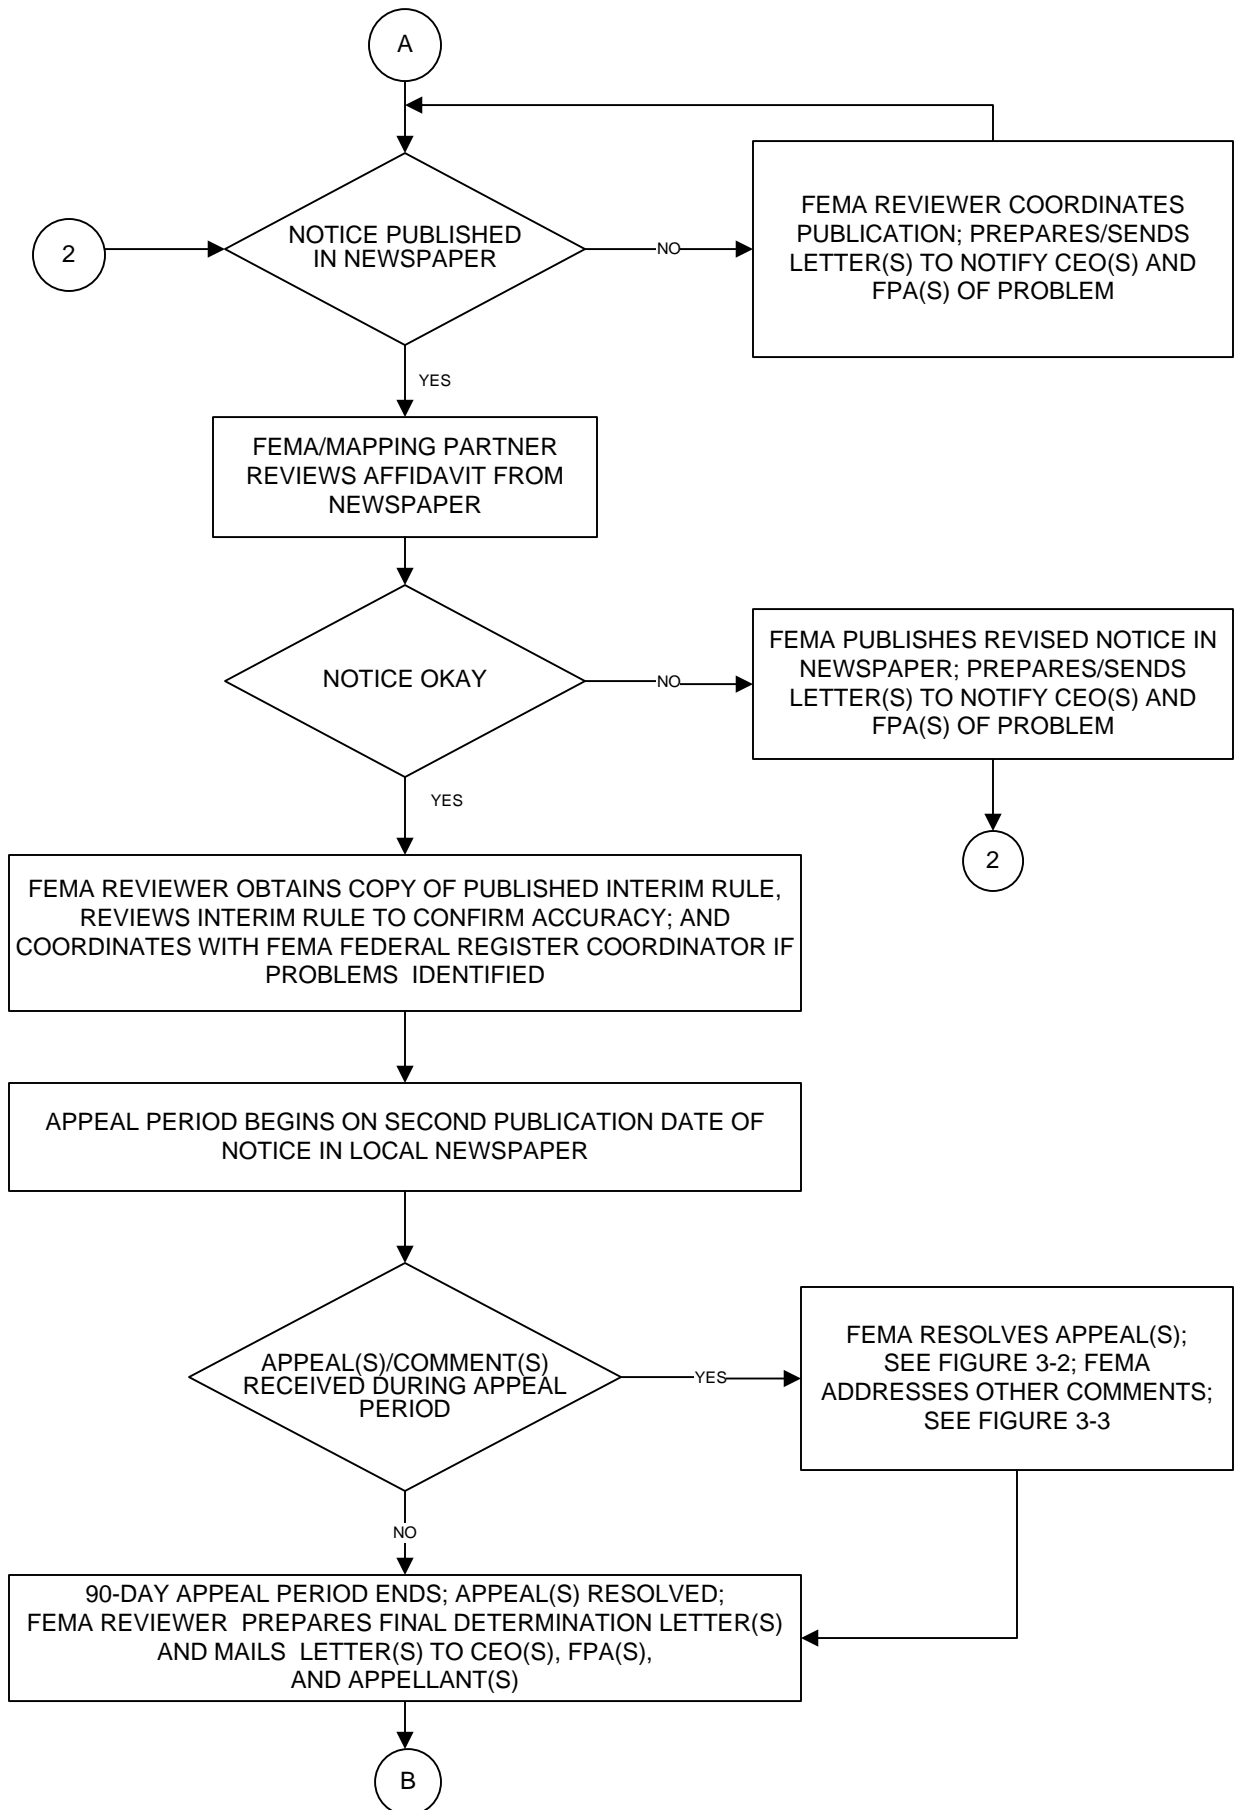 A
2
NOTICE PUBLISHED
IN NEWSPAPER
NO
FEMA REVIEWER COORDINATES
PUBLICATION; PREPARES/SENDS
LETTER(S) TO NOTIFY CEO(S) AND
FPA(S) OF PROBLEM
YES
FEMA/MAPPING PARTNER
REVIEWS AFFIDAVIT FROM
NEWSPAPER
NOTICE OKAY
NO
FEMA PUBLISHES REVISED NOTICE IN
NEWSPAPER; PREPARES/SENDS
LETTER(S) TO NOTIFY CEO(S) AND
FPA(S) OF PROBLEM
YES
2
FEMA REVIEWER OBTAINS COPY OF PUBLISHED INTERIM RULE,
REVIEWS INTERIM RULE TO CONFIRM ACCURACY; AND
COORDINATES WITH FEMA FEDERAL REGISTER COORDINATOR IF
PROBLEMS IDENTIFIED
APPEAL PERIOD BEGINS ON SECOND PUBLICATION DATE OF
NOTICE IN LOCAL NEWSPAPER
APPEAL(S)/COMMENT(S)
RECEIVED DURING APPEAL
PERIOD
YES
FEMA RESOLVES APPEAL(S);
SEE FIGURE 3-2; FEMA
ADDRESSES OTHER COMMENTS;
SEE FIGURE 3-3
NO
90-DAY APPEAL PERIOD ENDS; APPEAL(S) RESOLVED;
FEMA REVIEWER PREPARES FINAL DETERMINATION LETTER(S)
AND MAILS LETTER(S) TO CEO(S), FPA(S),
AND APPELLANT(S)
B